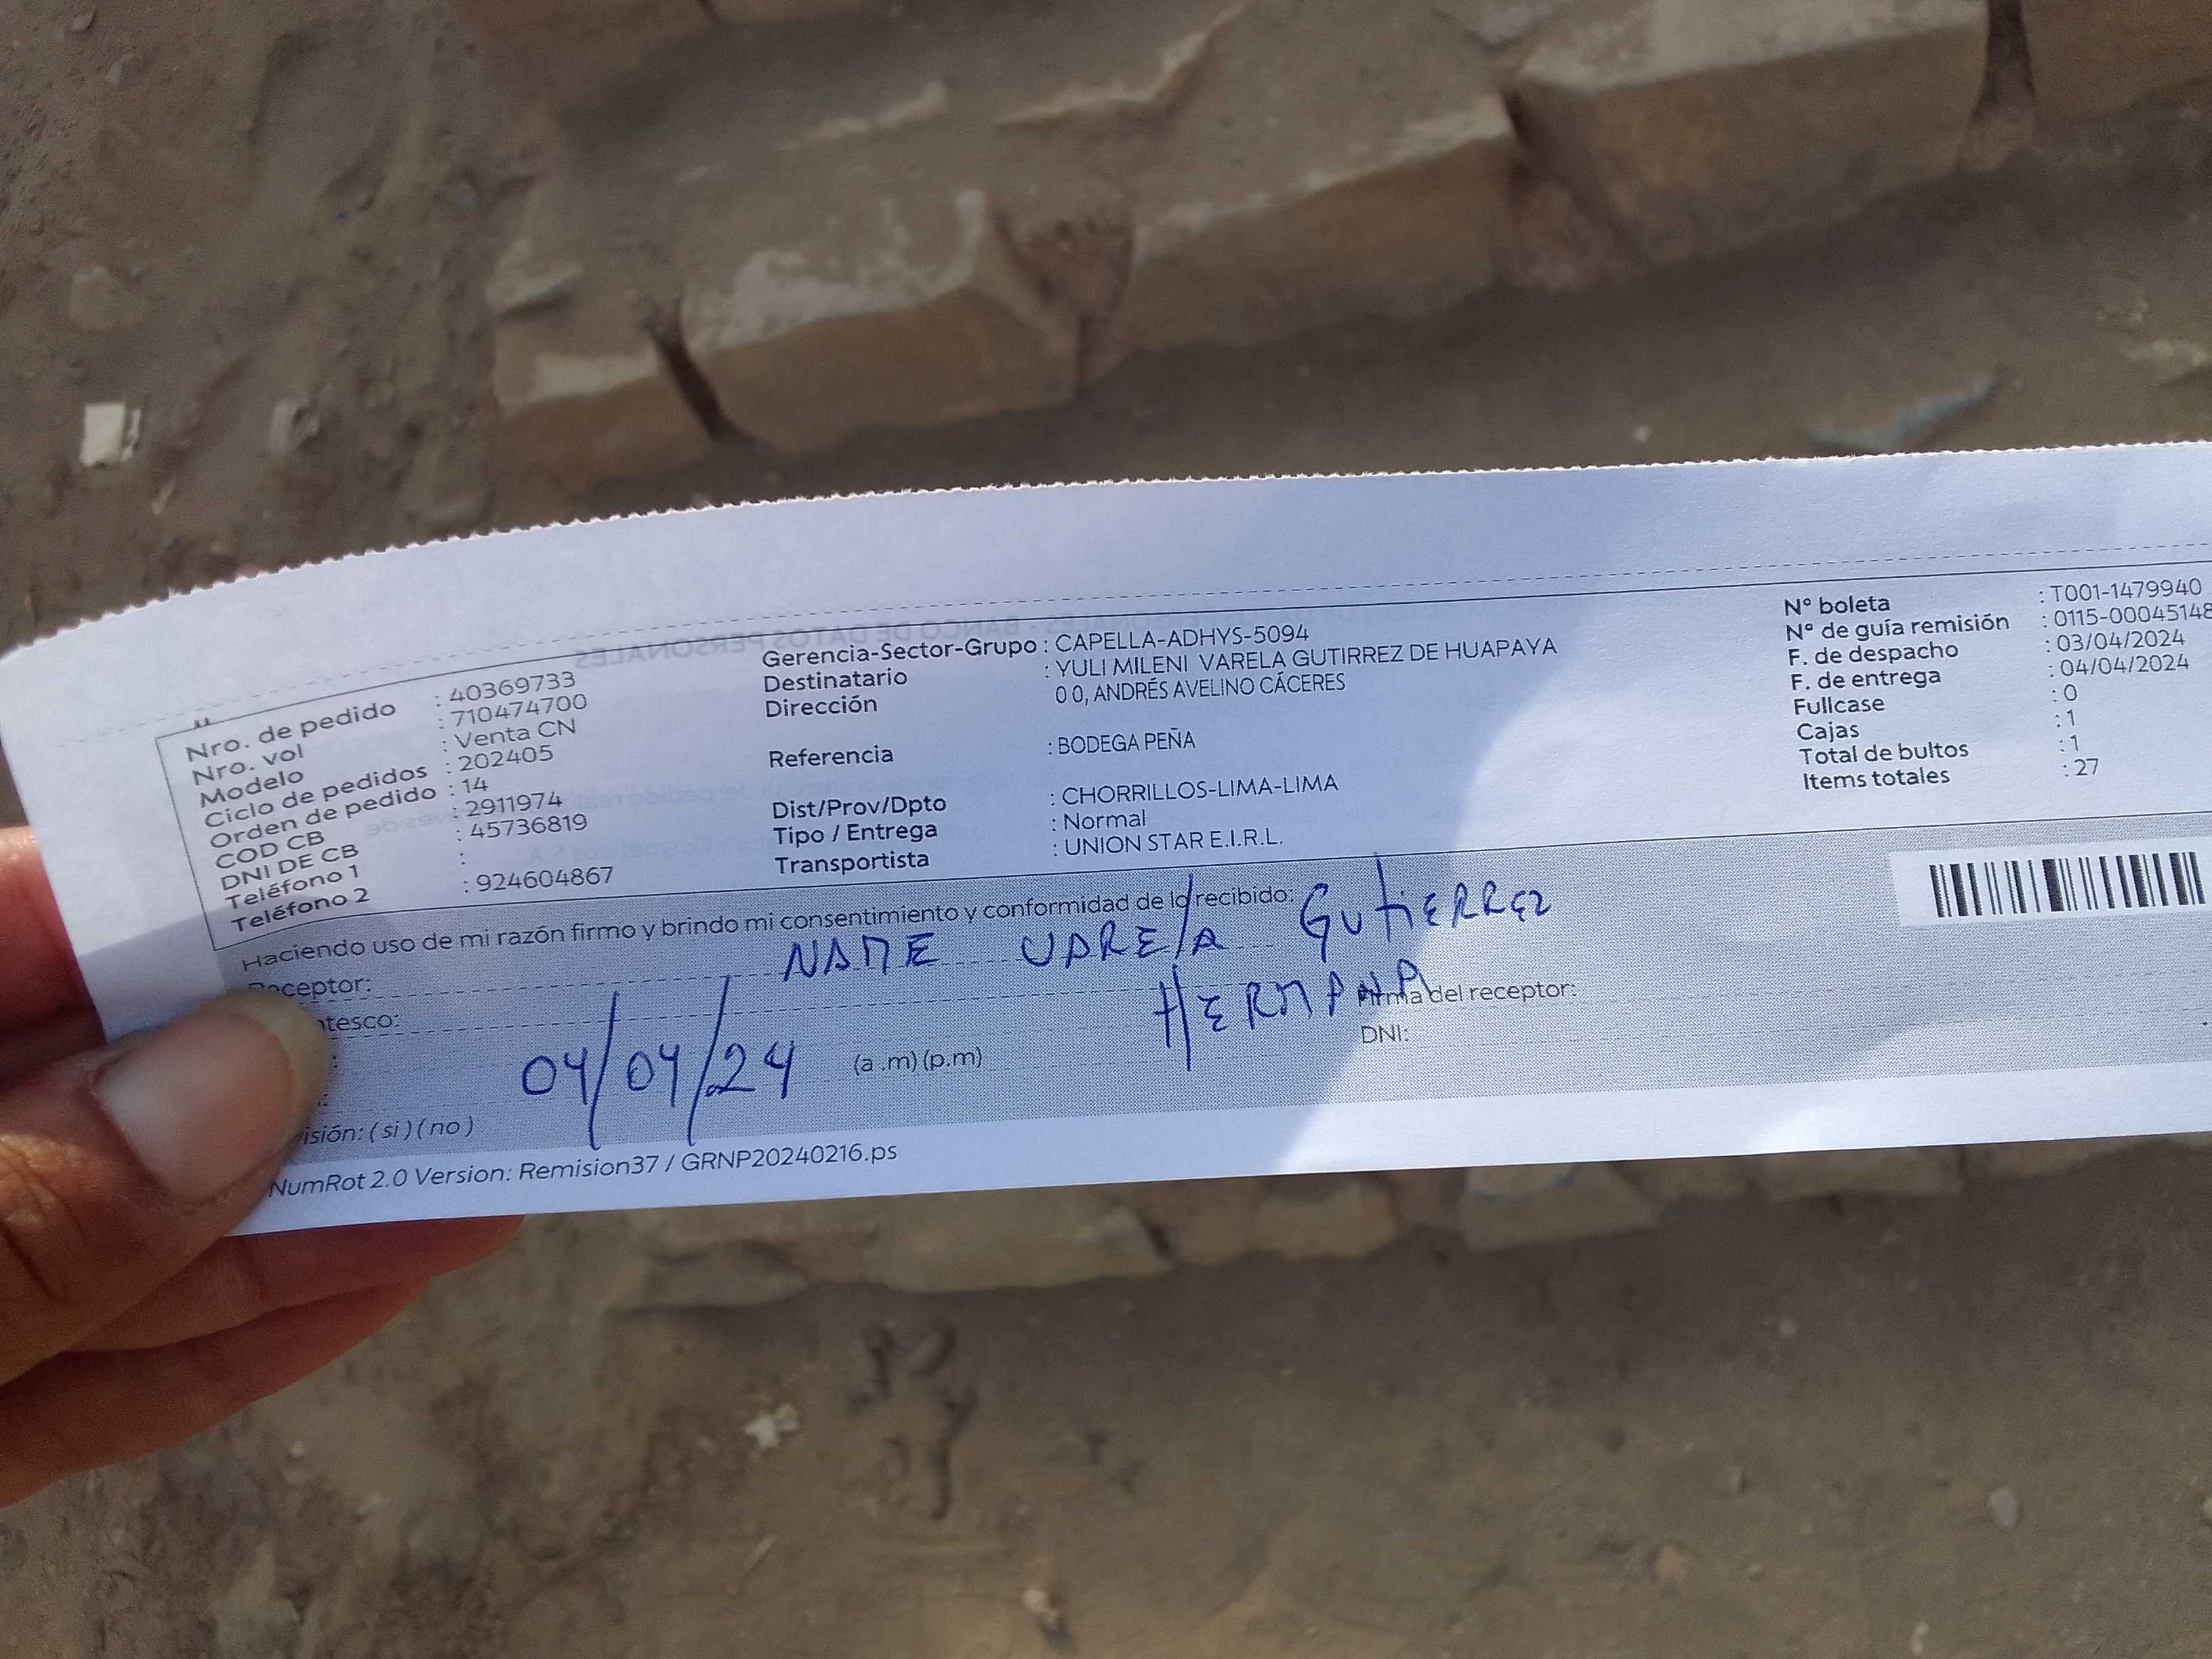 Nro. de pedido : 40369733
Nro. vol : 710474700
Modelo : Venta CN
Ciclo de pedidos : 202405
Orden de pedido : 14
COD CB : 2911974
DNI DE CB : 45736819
Teléfono 1 :
Teléfono 2 : 924604867
Gerencia-Sector-Grupo : CAPELLA-ADHYS-5094
Destinatario : YULI MILENI VARELA GUTIRREZ DE HUAPAYA
Dirección 0 0, ANDRÉS AVELINO CÁCERES
Referencia : BODEGA PEÑA
Dist/Prov/Dpto : CHORRILLOS-LIMA-LIMA
Tipo / Entrega : Normal
Transportista : UNION STAR E.I.R.L.
N° boleta : T001-1479940
N° de guía remisión : 0115-00045148
F. de despacho : 03/04/2024
F. de entrega : 04/04/2024
Fullcase : 0
Cajas : 1
Total de bultos : 1
Items totales : 27
Haciendo uso de mi razón firmo y brindo mi consentimiento y conformidad de lo recibido:
Receptor: Gutierrez
tesco: HERMANA
Firma del receptor:
DNI:
04/04/24 (a .m) (p.m)
isión: ( si ) ( no )
NumRot 2.0 Version: Remision37 / GRNP20240216.ps